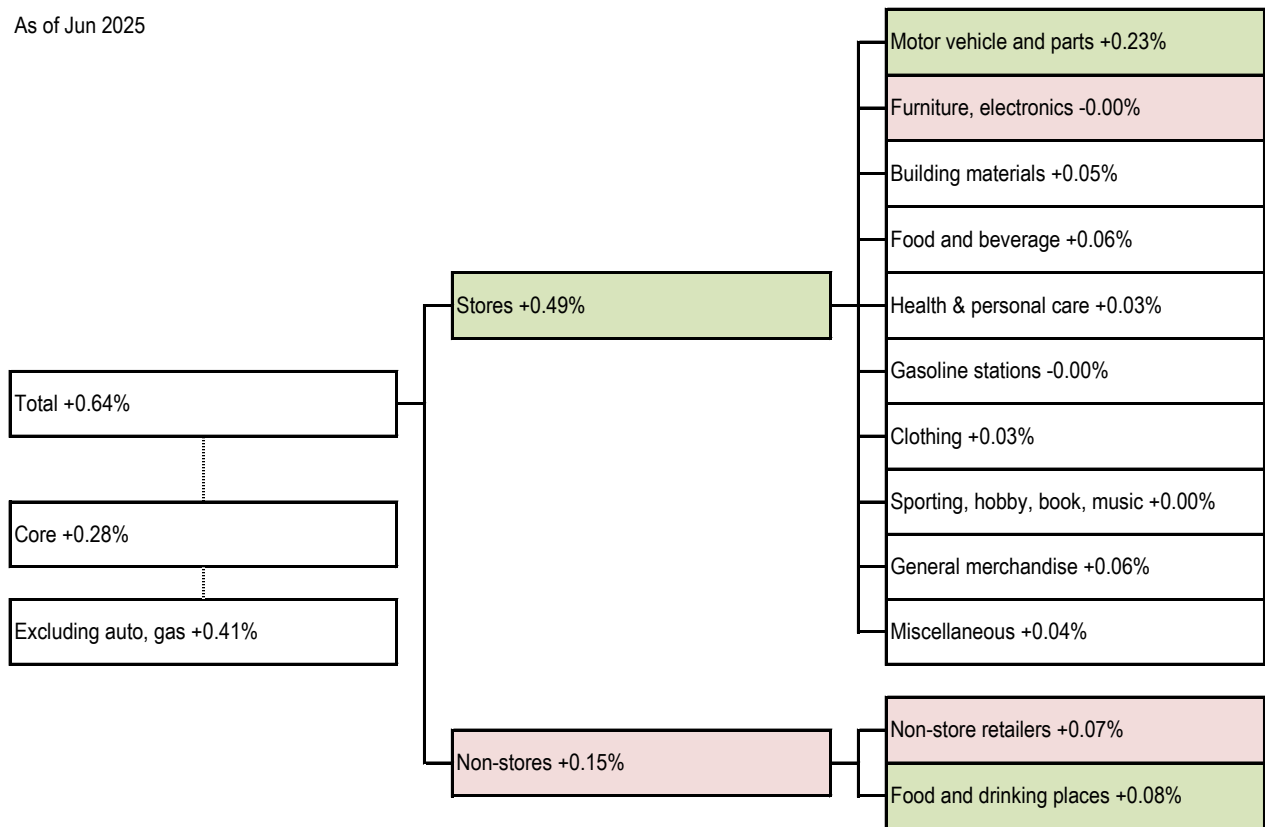 As of Jun 2025
Total +0.64%
Core +0.28%
Excluding auto, gas +0.41%
Stores +0.49%
Non-stores +0.15%
Motor vehicle and parts +0.23%
Furniture, electronics -0.00%
Building materials +0.05%
Food and beverage +0.06%
Health & personal care +0.03%
Gasoline stations -0.00%
Clothing +0.03%
Sporting, hobby, book, music +0.00%
General merchandise +0.06%
Miscellaneous +0.04%
Non-store retailers +0.07%
Food and drinking places +0.08%